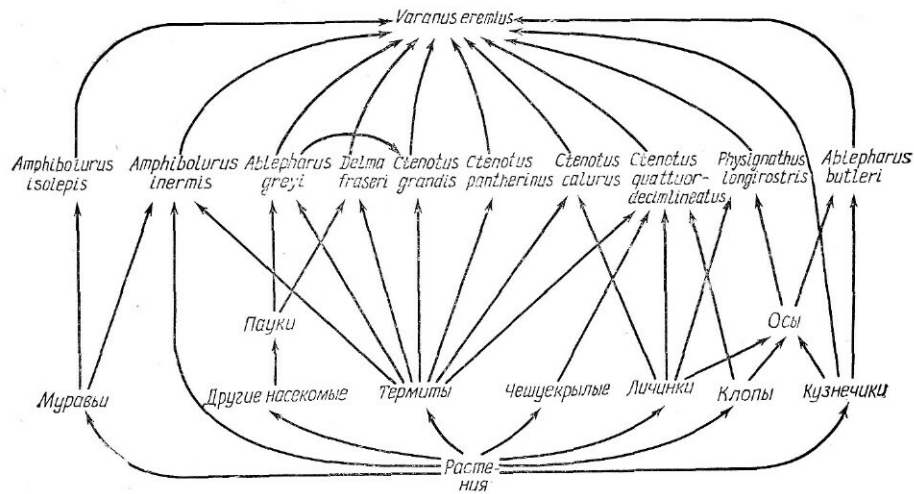 Varanus eremius
Amphibolurus
isolepis
Amphibolurus
inermis
Ablepharus
greyi
Delma
fraseri
Ctenotus
grandis
Ctenotus
pantherinus
Ctenotus
calurus
Ctenotus
quattuor-
decimlineatus
Physignathus
longirostris
Ablepharus
butleri
Пауки
Осы
Муравьи
Другие насекомые
Термиты
Чешуекрылые
Личинки
Клопы
Кузнечики
Расте-
ния